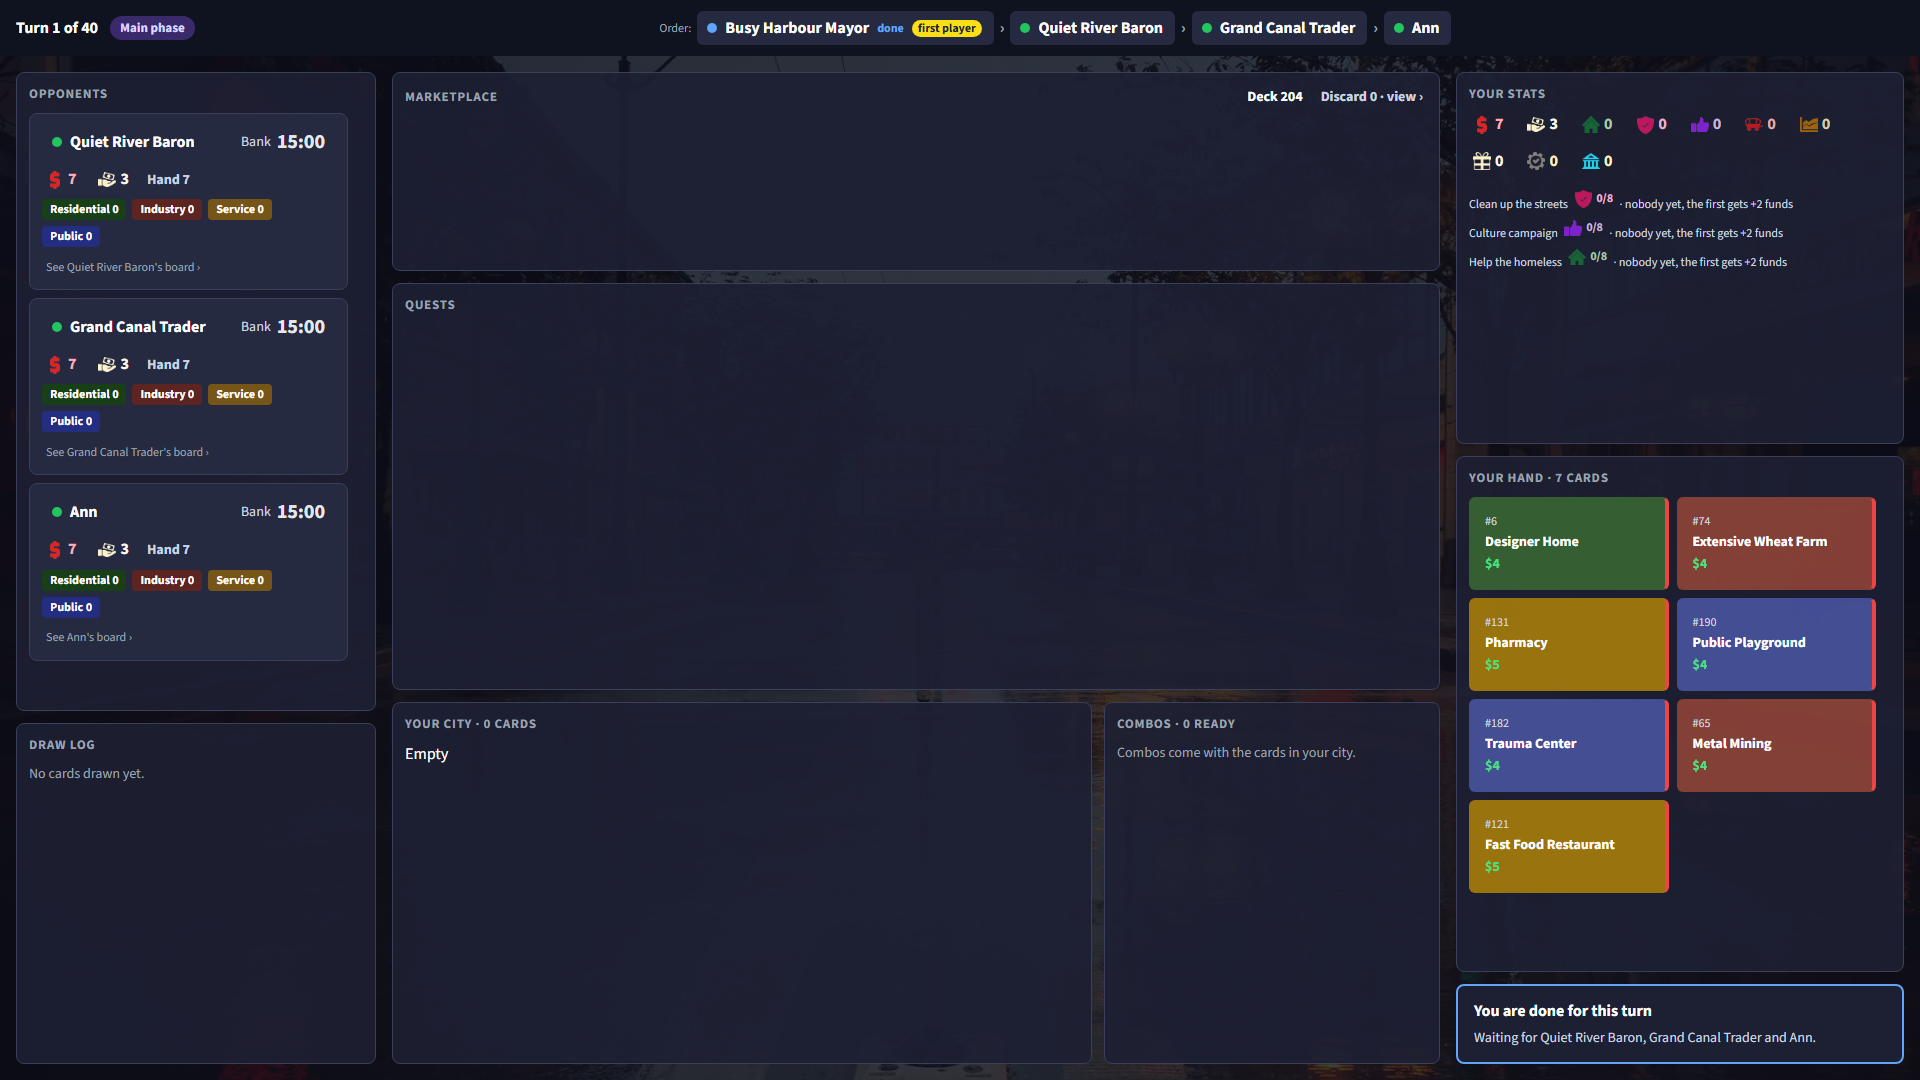 Turn 1 of 40 Main phase
Order: Busy Harbour Mayor done first player › Quiet River Baron › Grand Canal Trader › Ann
OPPONENTS
Quiet River Baron Bank 15:00
$ 7 3 Hand 7
Residential 0 Industry 0 Service 0
Public 0
See Quiet River Baron's board ›
Grand Canal Trader Bank 15:00
$ 7 3 Hand 7
Residential 0 Industry 0 Service 0
Public 0
See Grand Canal Trader's board ›
Ann Bank 15:00
$ 7 3 Hand 7
Residential 0 Industry 0 Service 0
Public 0
See Ann's board ›
DRAW LOG
No cards drawn yet.
MARKETPLACE Deck 204 Discard 0 · view ›
QUESTS
YOUR CITY · 0 CARDS
Empty
COMBOS · 0 READY
Combos come with the cards in your city.
YOUR STATS
$ 7 3 0 0 0 0 0
0 0 0
Clean up the streets 0/8 · nobody yet, the first gets +2 funds
Culture campaign 0/8 · nobody yet, the first gets +2 funds
Help the homeless 0/8 · nobody yet, the first gets +2 funds
YOUR HAND · 7 CARDS
#6
Designer Home
$4
#74
Extensive Wheat Farm
$4
#131
Pharmacy
$5
#190
Public Playground
$4
#182
Trauma Center
$4
#65
Metal Mining
$4
#121
Fast Food Restaurant
$5
You are done for this turn
Waiting for Quiet River Baron, Grand Canal Trader and Ann.